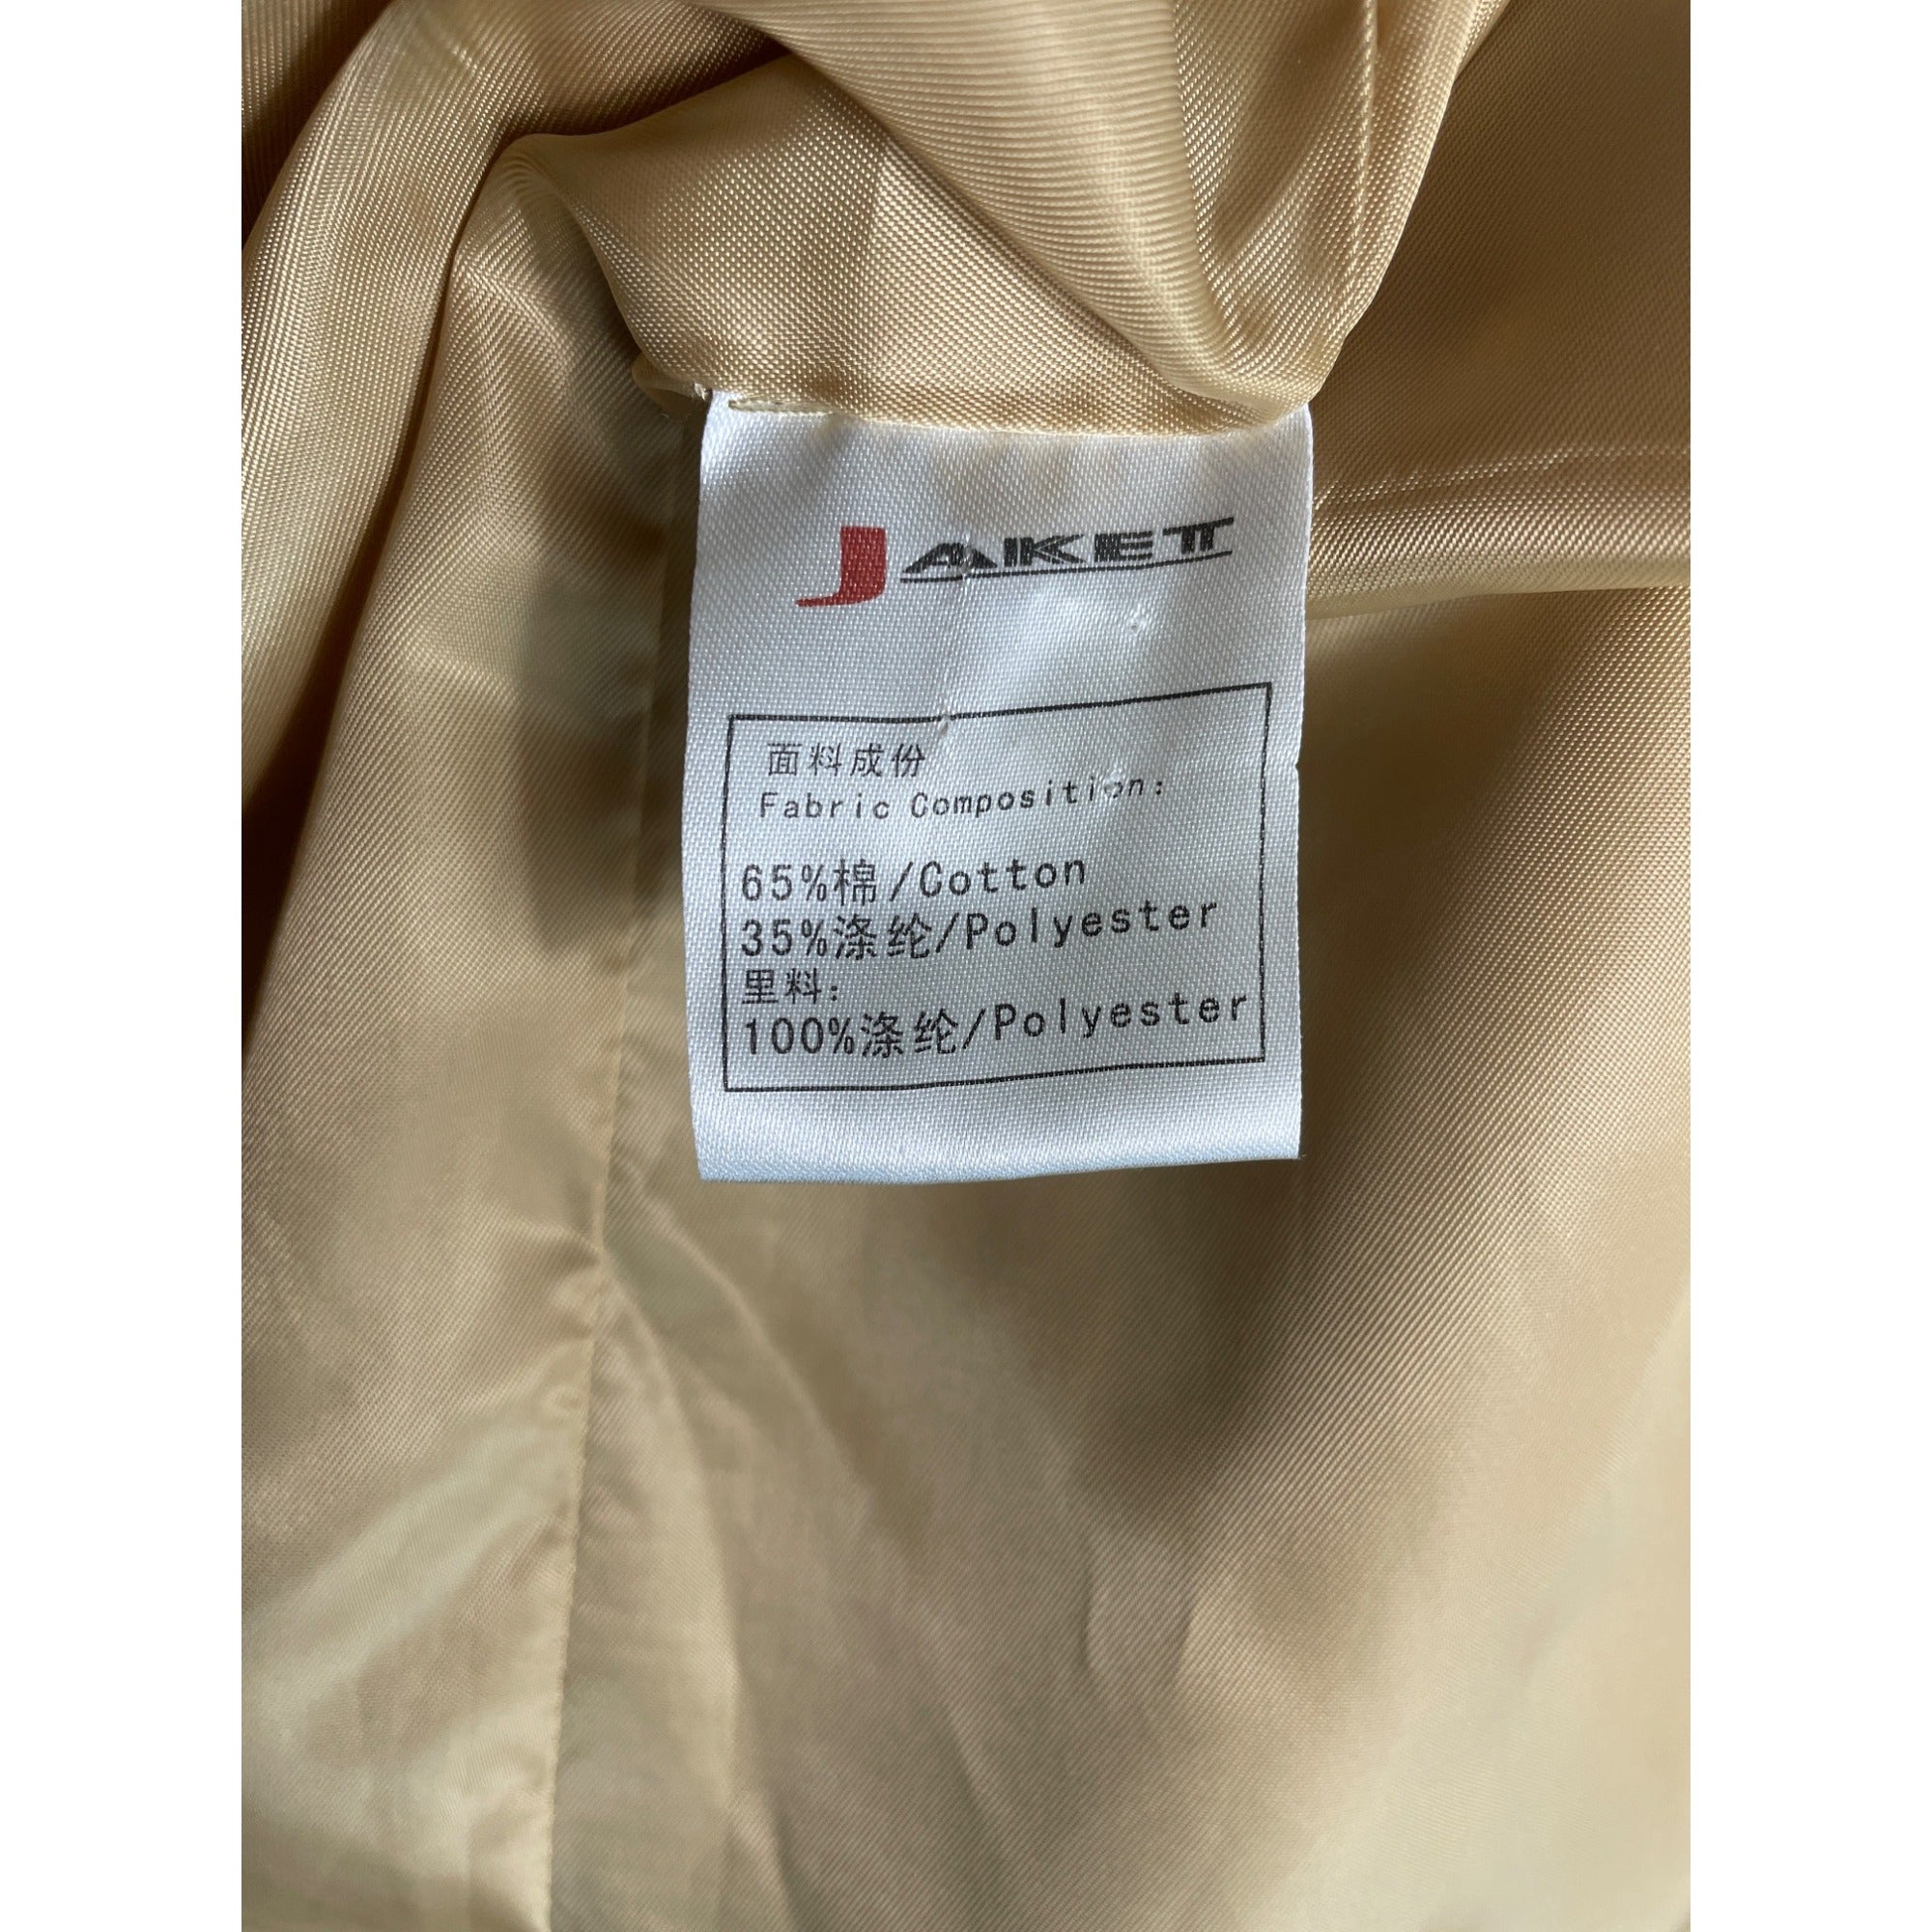 JAKETT
面料成份
Fabric Composition:
65%棉/Cotton
35%涤纶/Polyester
里料:
100%涤纶/Polyester